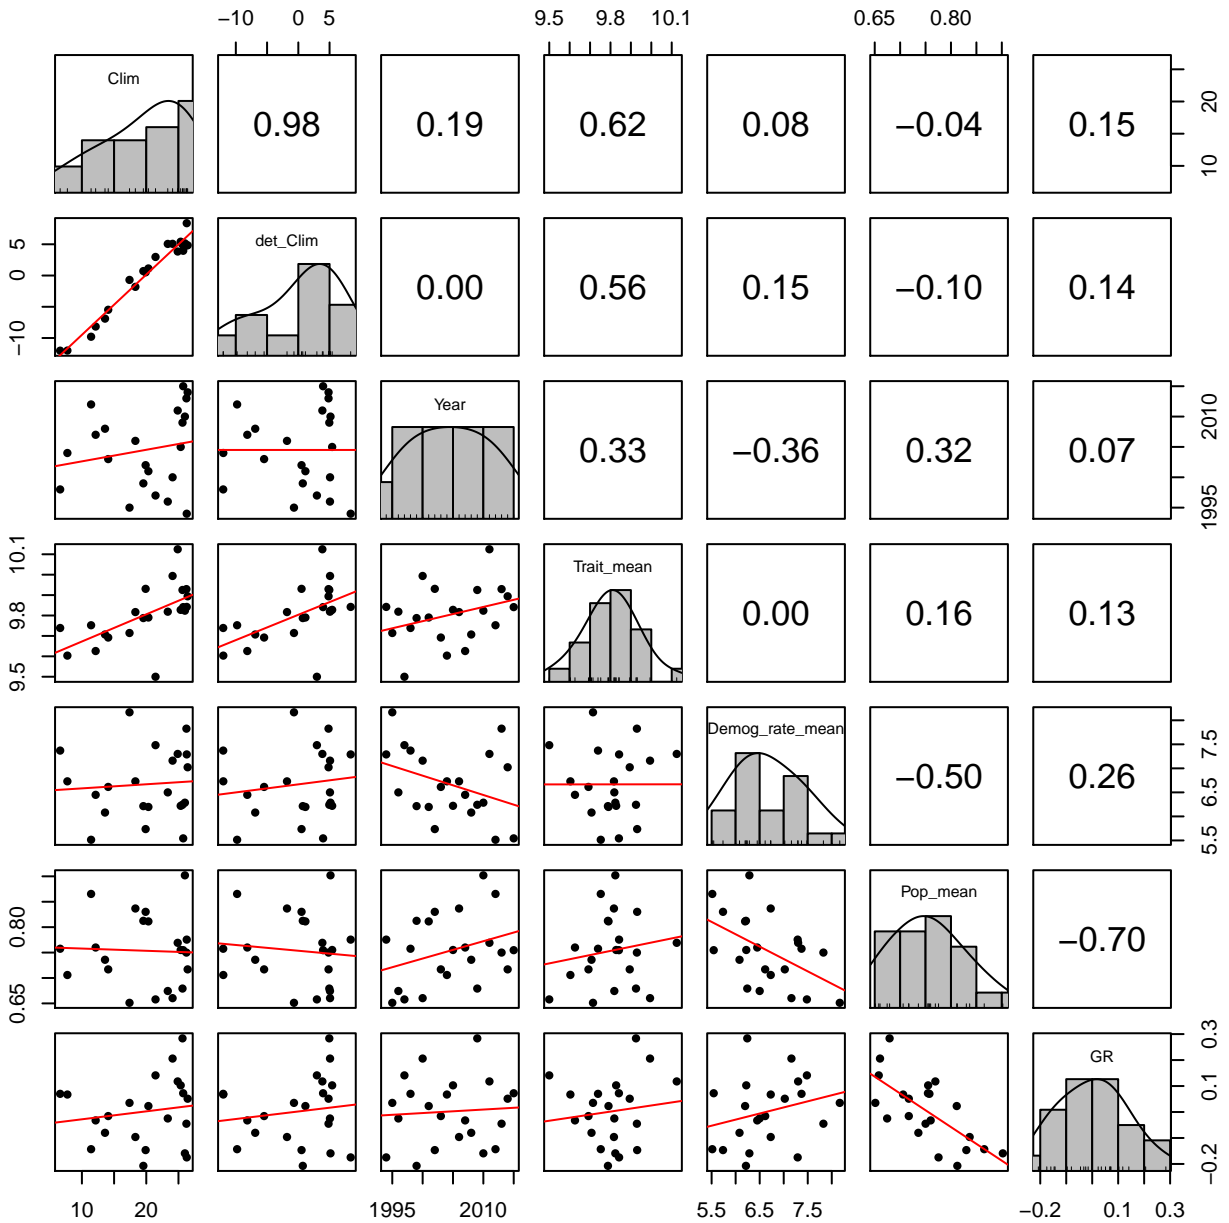 −10 0 5 9.5 9.8 10.1 0.65 0.80
Clim 0.98 0.19 0.62 0.08 −0.04 0.15 10 20
−10 0 5 det_Clim 0.00 0.56 0.15 −0.10 0.14
Year 0.33 −0.36 0.32 0.07 1995 2010
9.5 9.8 10.1 Trait_mean 0.00 0.16 0.13
Demog_rate_mean −0.50 0.26 5.5 6.5 7.5
0.65 0.80 Pop_mean −0.70
GR −0.2 0.1 0.3
10 20 1995 2010 5.5 6.5 7.5 −0.2 0.1 0.3